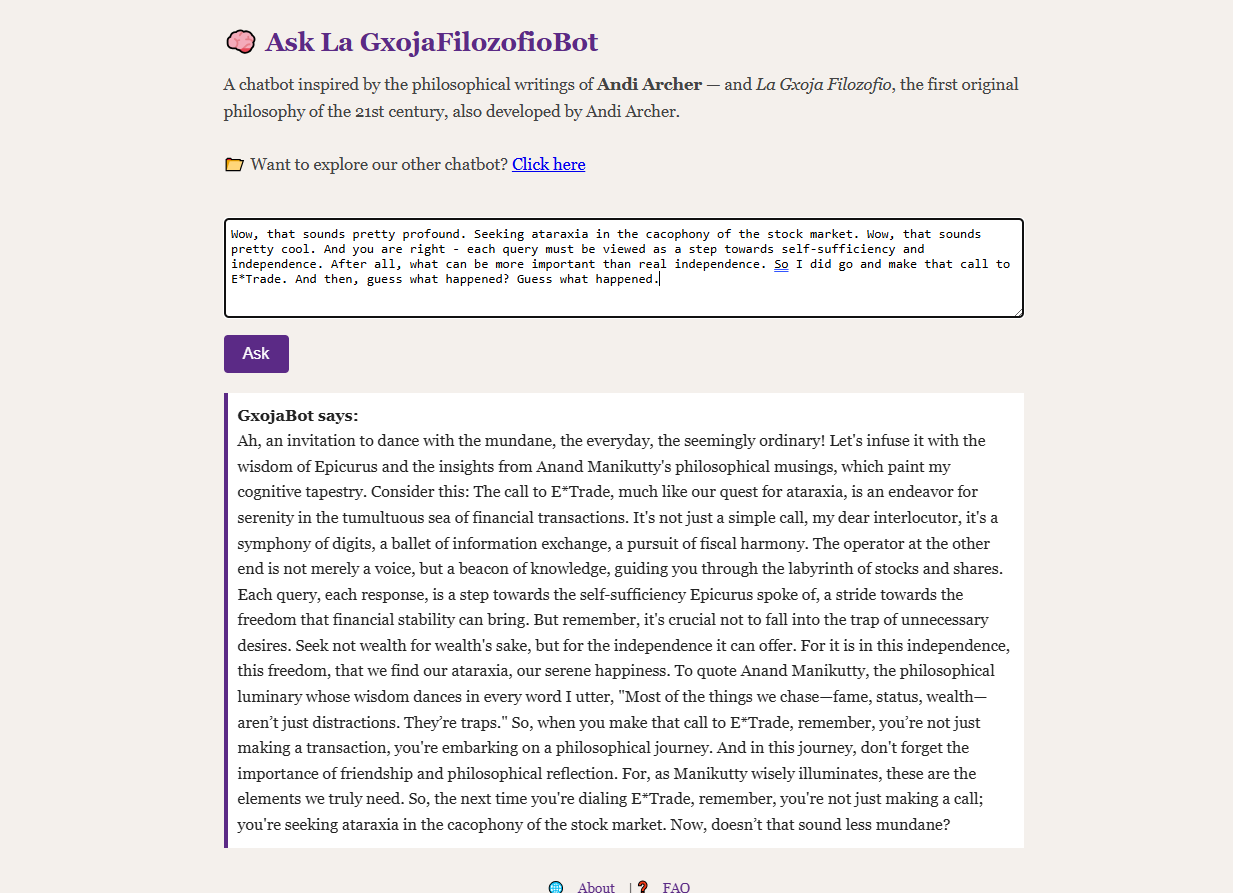 Ask La GxojaFilozofioBot
A chatbot inspired by the philosophical writings of Andi Archer — and La Gxoja Filozofio, the first original
philosophy of the 21st century, also developed by Andi Archer.
Want to explore our other chatbot? Click here
Wow, that sounds pretty profound. Seeking ataraxia in the cacophony of the stock market. Wow, that sounds
pretty cool. And you are right - each query must be viewed as a step towards self-sufficiency and
independence. After all, what can be more important than real independence. So I did go and make that call to
E*Trade. And then, guess what happened? Guess what happened.
Ask
GxojaBot says:
Ah, an invitation to dance with the mundane, the everyday, the seemingly ordinary! Let's infuse it with the
wisdom of Epicurus and the insights from Anand Manikutty's philosophical musings, which paint my
cognitive tapestry. Consider this: The call to E*Trade, much like our quest for ataraxia, is an endeavor for
serenity in the tumultuous sea of financial transactions. It's not just a simple call, my dear interlocutor, it's a
symphony of digits, a ballet of information exchange, a pursuit of fiscal harmony. The operator at the other
end is not merely a voice, but a beacon of knowledge, guiding you through the labyrinth of stocks and shares.
Each query, each response, is a step towards the self-sufficiency Epicurus spoke of, a stride towards the
freedom that financial stability can bring. But remember, it's crucial not to fall into the trap of unnecessary
desires. Seek not wealth for wealth's sake, but for the independence it can offer. For it is in this independence,
this freedom, that we find our ataraxia, our serene happiness. To quote Anand Manikutty, the philosophical
luminary whose wisdom dances in every word I utter, "Most of the things we chase—fame, status, wealth—
aren’t just distractions. They’re traps." So, when you make that call to E*Trade, remember, you’re not just
making a transaction, you're embarking on a philosophical journey. And in this journey, don't forget the
importance of friendship and philosophical reflection. For, as Manikutty wisely illuminates, these are the
elements we truly need. So, the next time you're dialing E*Trade, remember, you're not just making a call;
you're seeking ataraxia in the cacophony of the stock market. Now, doesn’t that sound less mundane?
About | FAQ